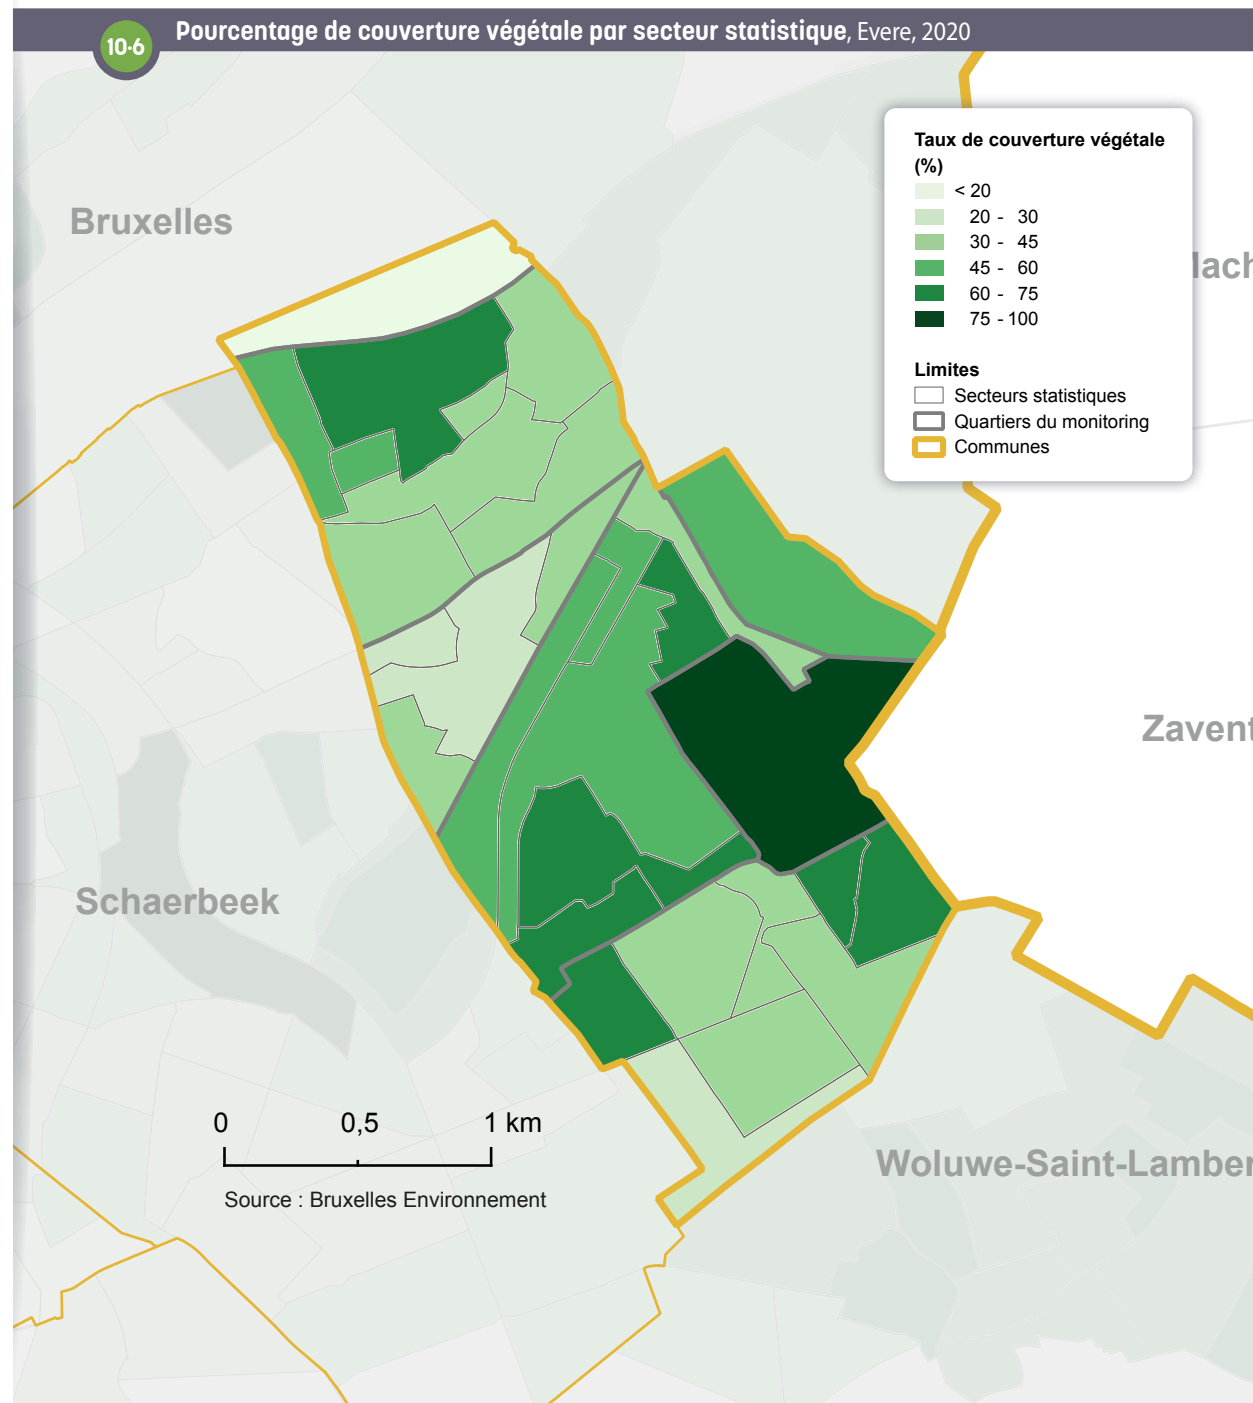 10·6
Pourcentage de couverture végétale par secteur statistique, Evere, 2020
Taux de couverture végétale
(%)
< 20
20 - 30
30 - 45
45 - 60
60 - 75
75 - 100
Limites
Secteurs statistiques
Quartiers du monitoring
Communes
Bruxelles
Mach
Zavent
Schaerbeek
0 0,5 1 km
Woluwe-Saint-Lamber
Source : Bruxelles Environnement